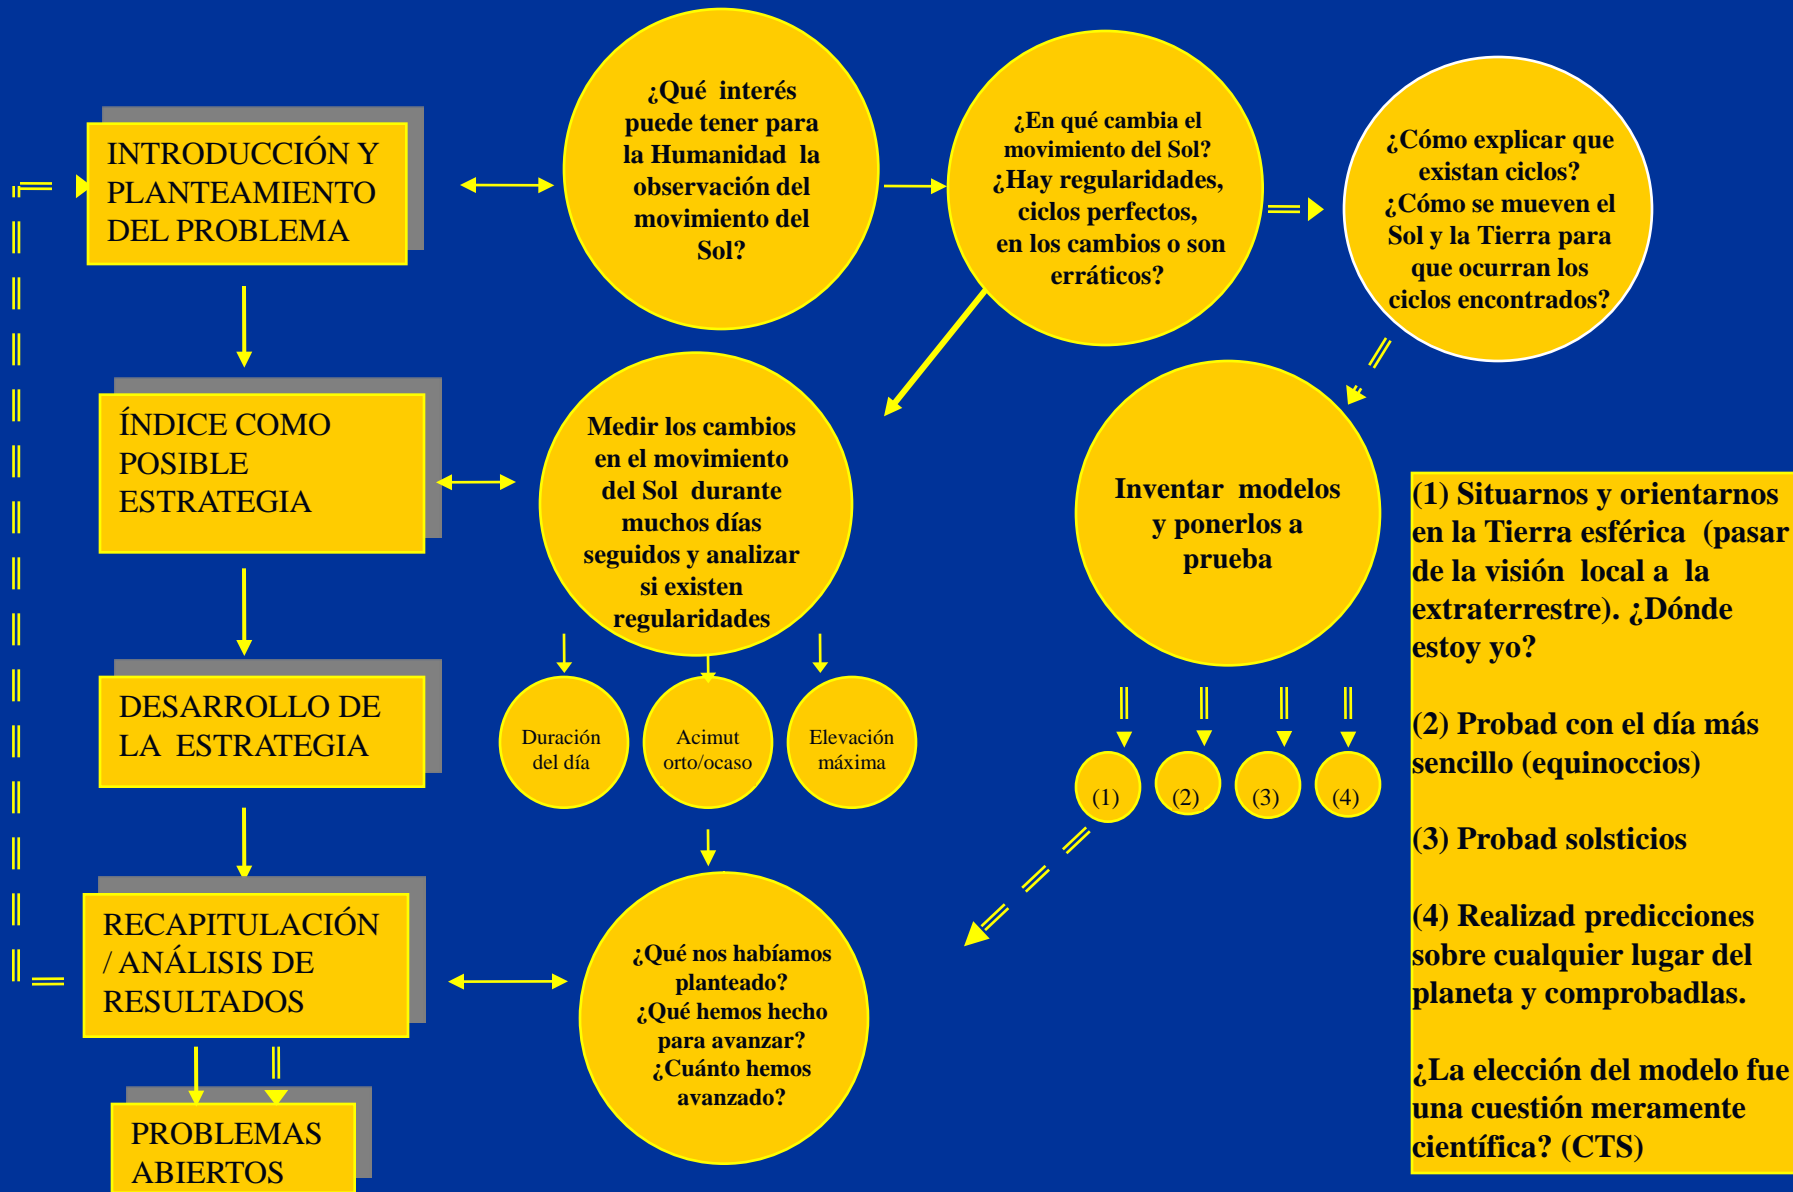 INTRODUCCIÓN Y
PLANTEAMIENTO
DEL PROBLEMA
¿Qué interés
puede tener para
la Humanidad la
observación del
movimiento del
Sol?
¿En qué cambia el
movimiento del Sol?
¿Hay regularidades,
ciclos perfectos,
en los cambios o son
erráticos?
¿Cómo explicar que
existan ciclos?
¿Cómo se mueven el
Sol y la Tierra para
que ocurran los
ciclos encontrados?
ÍNDICE COMO
POSIBLE
ESTRATEGIA
Medir los cambios
en el movimiento
del Sol durante
muchos días
seguidos y analizar
si existen
regularidades
Inventar modelos
y ponerlos a
prueba
DESARROLLO DE
LA ESTRATEGIA
Duración
del día
Acimut
orto/ocaso
Elevación
máxima
(1)
(2)
(3)
(4)
RECAPITULACIÓN
/ ANÁLISIS DE
RESULTADOS
¿Qué nos habíamos
planteado?
¿Qué hemos hecho
para avanzar?
¿Cuánto hemos
avanzado?
PROBLEMAS
ABIERTOS
(1) Situarnos y orientarnos
en la Tierra esférica (pasar
de la visión local a la
extraterrestre). ¿Dónde
estoy yo?
(2) Probad con el día más
sencillo (equinoccios)
(3) Probad solsticios
(4) Realizad predicciones
sobre cualquier lugar del
planeta y comprobadlas.
¿La elección del modelo fue
una cuestión meramente
científica? (CTS)